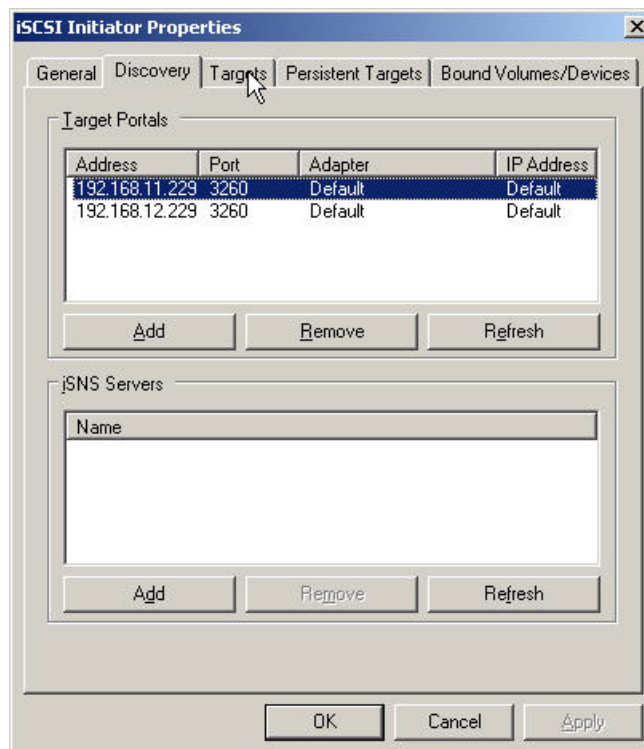 iSCSI Initiator Properties
General Discovery Targets Persistent Targets Bound Volumes/Devices
Target Portals
Address Port Adapter IP Address
192.168.11.229 3260 Default Default
192.168.12.229 3260 Default Default
Add Remove Refresh
iSNS Servers
Name
Add Remove Refresh
OK Cancel Apply